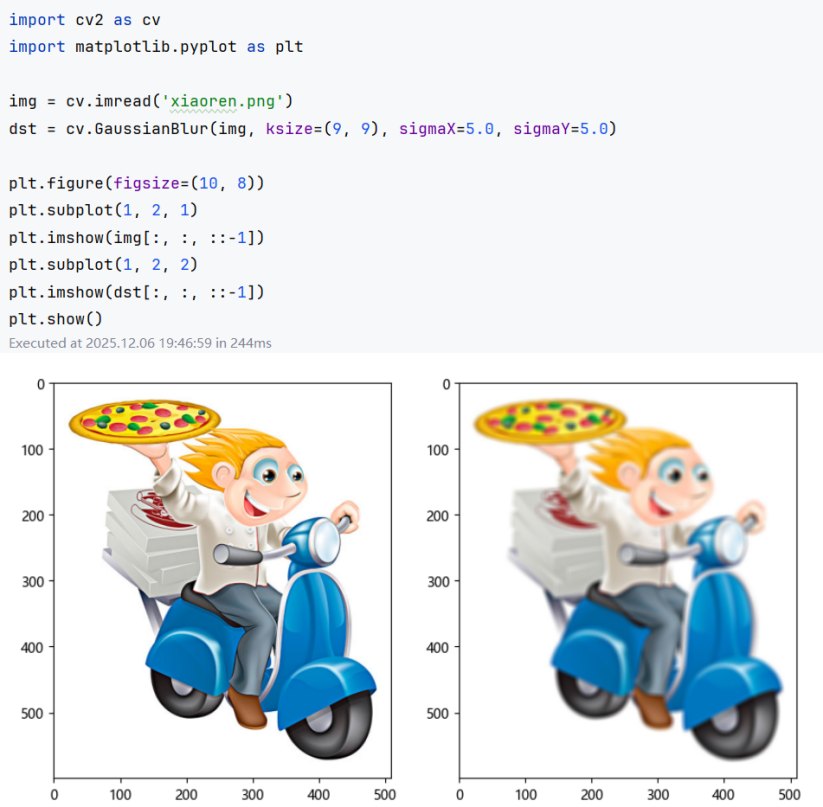 import cv2 as cv
import matplotlib.pyplot as plt
img = cv.imread('xiaoren.png')
dst = cv.GaussianBlur(img, ksize=(9, 9), sigmaX=5.0, sigmaY=5.0)
plt.figure(figsize=(10, 8))
plt.subplot(1, 2, 1)
plt.imshow(img[:, :, ::-1])
plt.subplot(1, 2, 2)
plt.imshow(dst[:, :, ::-1])
plt.show()
Executed at 2025.12.06 19:46:59 in 244ms
0
100
200
300
400
500
0 100 200 300 400 500
0
100
200
300
400
500
0 100 200 300 400 500